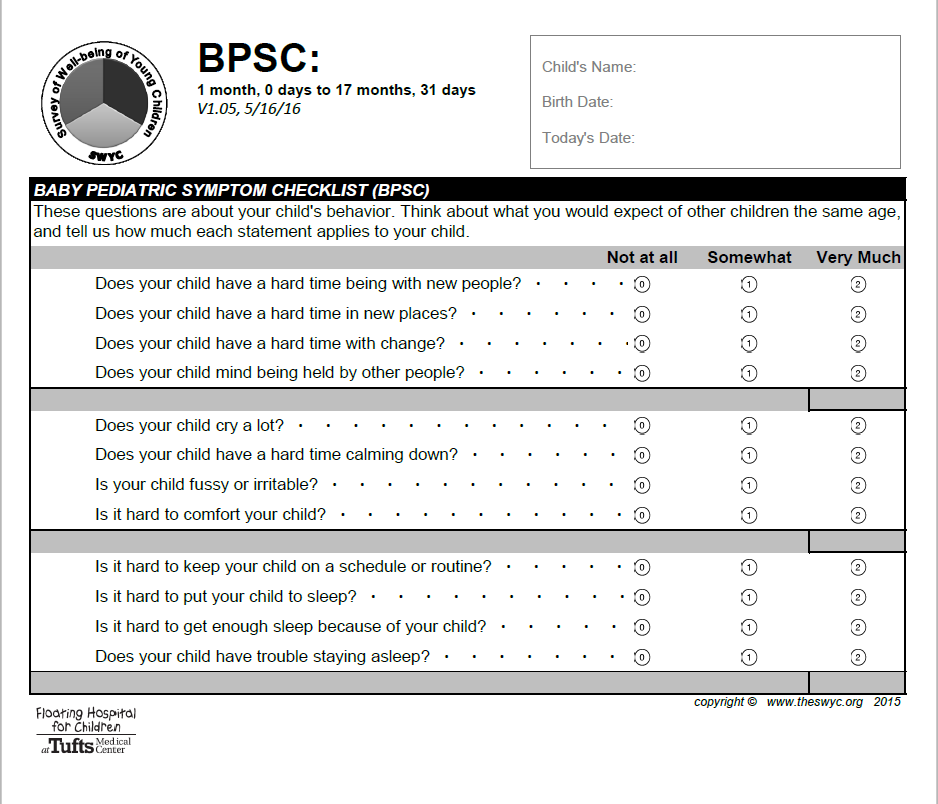 Survey of Well-being of Young Children
SWYC
BPSC:
1 month, 0 days to 17 months, 31 days
V1.05, 5/16/16
Child's Name:
Birth Date:
Today's Date:
BABY PEDIATRIC SYMPTOM CHECKLIST (BPSC)
These questions are about your child's behavior. Think about what you would expect of other children the same age,
and tell us how much each statement applies to your child.
Not at all Somewhat Very Much
Does your child have a hard time being with new people? · · · · 0 1 2
Does your child have a hard time in new places? · · · · · · 0 1 2
Does your child have a hard time with change? · · · · · · · 0 1 2
Does your child mind being held by other people? · · · · · · 0 1 2
Does your child cry a lot? · · · · · · · · · · · · 0 1 2
Does your child have a hard time calming down? · · · · · · 0 1 2
Is your child fussy or irritable? · · · · · · · · · · · 0 1 2
Is it hard to comfort your child? · · · · · · · · · · · 0 1 2
Is it hard to keep your child on a schedule or routine? · · · · · 0 1 2
Is it hard to put your child to sleep? · · · · · · · · · · 0 1 2
Is it hard to get enough sleep because of your child? · · · · · 0 1 2
Does your child have trouble staying asleep? · · · · · · · 0 1 2
copyright © www.theswyc.org 2015
Floating Hospital
for Children
at Tufts Medical
Center